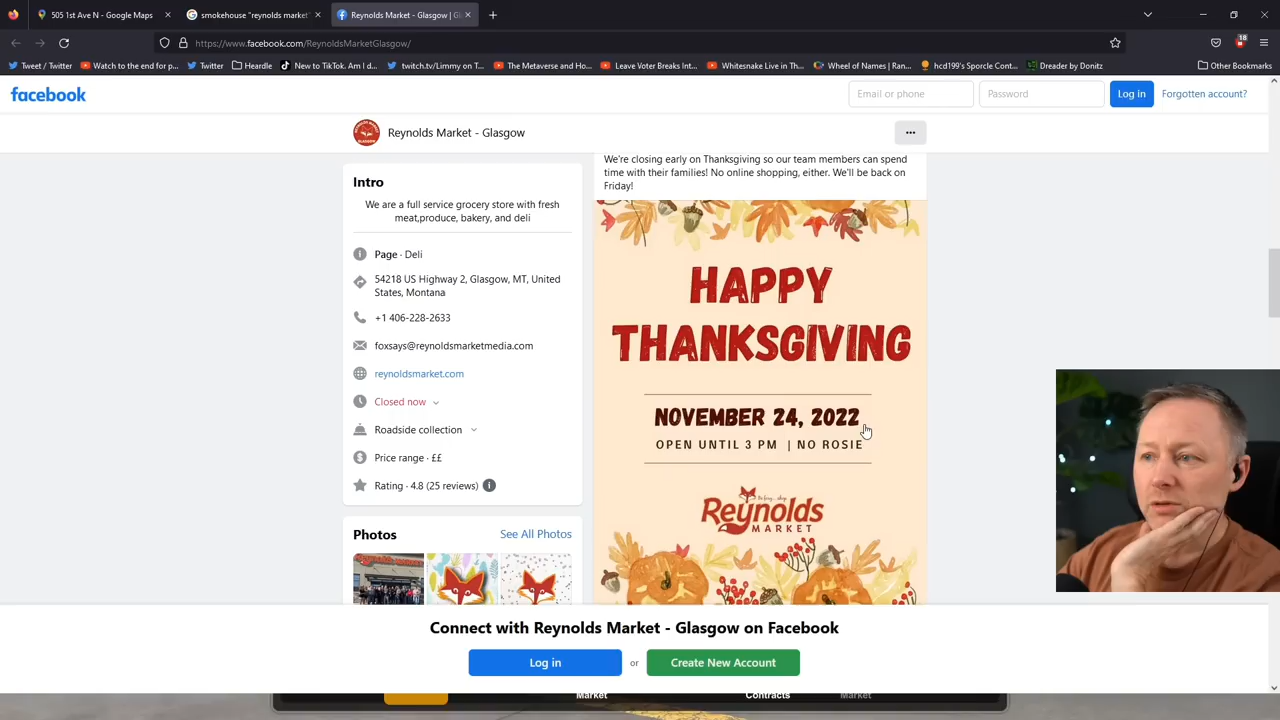 505 1st Ave N - Google Maps
smokehouse "reynolds market"
Reynolds Market - Glasgow | Gl
https://www.facebook.com/ReynoldsMarketGlasgow/
18
Tweet / Twitter
Watch to the end for p...
Twitter
Heardle
New to TikTok. Am I d...
twitch.tv/Limmy on T...
The Metaverse and Ho...
Leave Voter Breaks Int...
Whitesnake Live in Th...
Wheel of Names | Ran...
hcd199's Sporcle Cont...
Dreader by Donitz
Other Bookmarks
facebook
Email or phone
Password
Log in
Forgotten account?
Reynolds Market - Glasgow
Intro
We are a full service grocery store with fresh
meat,produce, bakery, and deli
Page · Deli
54218 US Highway 2, Glasgow, MT, United
States, Montana
+1 406-228-2633
foxsays@reynoldsmarketmedia.com
reynoldsmarket.com
Closed now
Roadside collection
Price range · ££
Rating · 4.8 (25 reviews)
Photos
See All Photos
We're closing early on Thanksgiving so our team members can spend
time with their families! No online shopping, either. We'll be back on
Friday!
HAPPY
THANKSGIVING
NOVEMBER 24, 2022
OPEN UNTIL 3 PM | NO ROSIE
Reynolds
MARKET
Connect with Reynolds Market - Glasgow on Facebook
Log in
or
Create New Account
Market
Contracts
Market